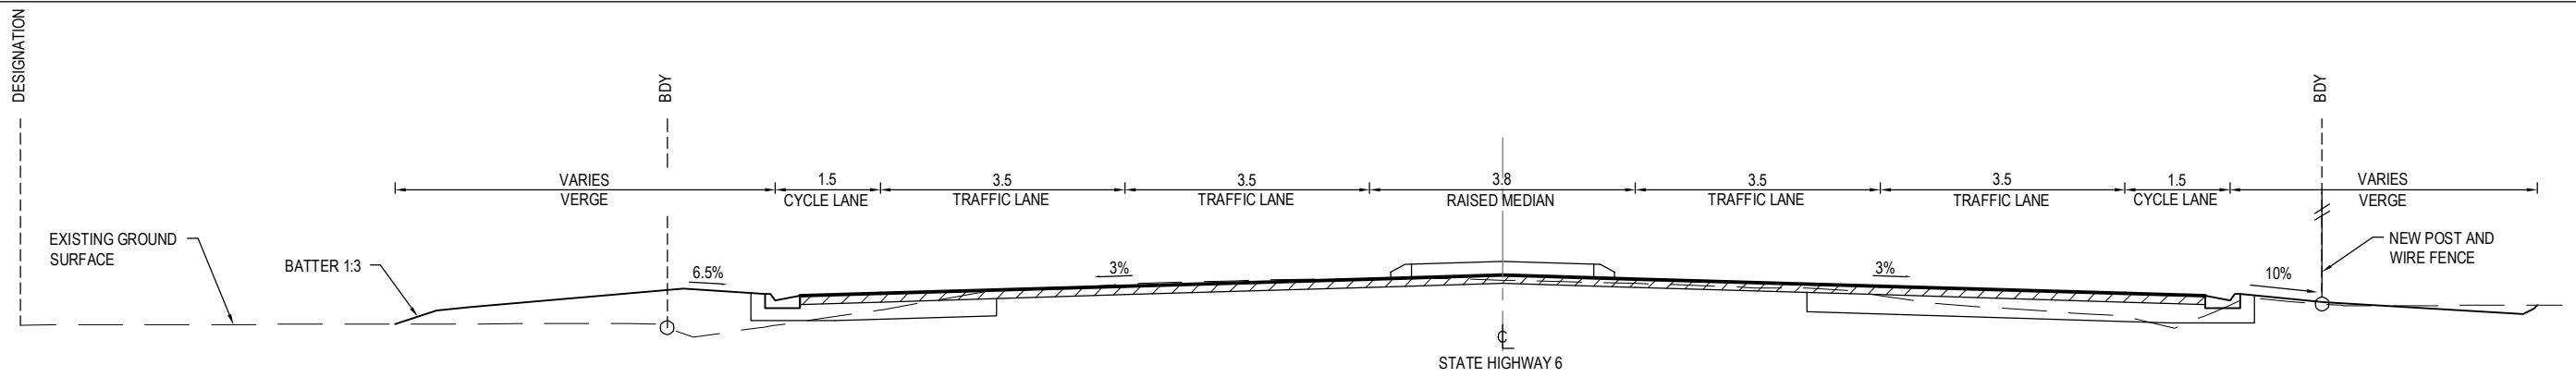 DESIGNATION
BDY
BDY
VARIES
VERGE
1.5
CYCLE LANE
3.5
TRAFFIC LANE
3.5
TRAFFIC LANE
3.8
RAISED MEDIAN
3.5
TRAFFIC LANE
3.5
TRAFFIC LANE
1.5
CYCLE LANE
VARIES
VERGE
EXISTING GROUND
SURFACE
BATTER 1:3
6.5%
3%
3%
10%
NEW POST AND
WIRE FENCE
℄
STATE HIGHWAY 6